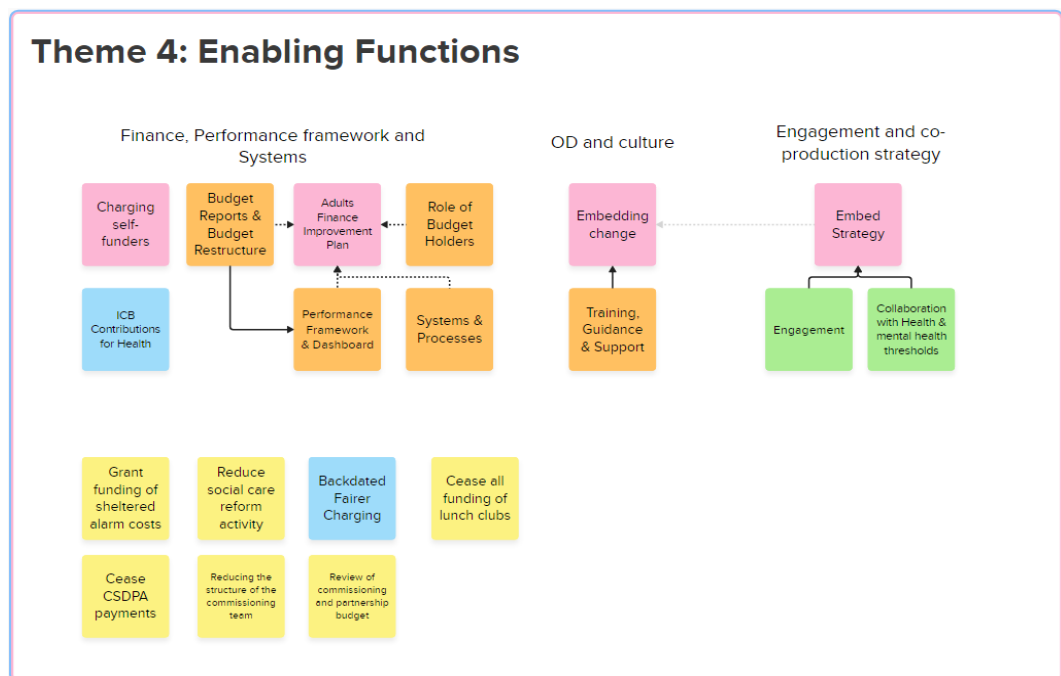 Theme 4: Enabling Functions
Finance, Performance framework and
Systems
OD and culture
Engagement and co-
production strategy
Charging
self-
funders
Budget
Reports &
Budget
Restructure
Adults
Finance
Improvement
Plan
Role of
Budget
Holders
Embedding
change
Embed
Strategy
ICB
Contributions
for Health
Performance
Framework
& Dashboard
Systems &
Processes
Training,
Guidance
& Support
Engagement
Collaboration
with Health &
mental health
thresholds
Grant
funding of
sheltered
alarm costs
Reduce
social care
reform
activity
Backdated
Fairer
Charging
Cease all
funding of
lunch clubs
Cease
CSDPA
payments
Reducing the
structure of the
commissioning
team
Review of
commissioning
and partnership
budget